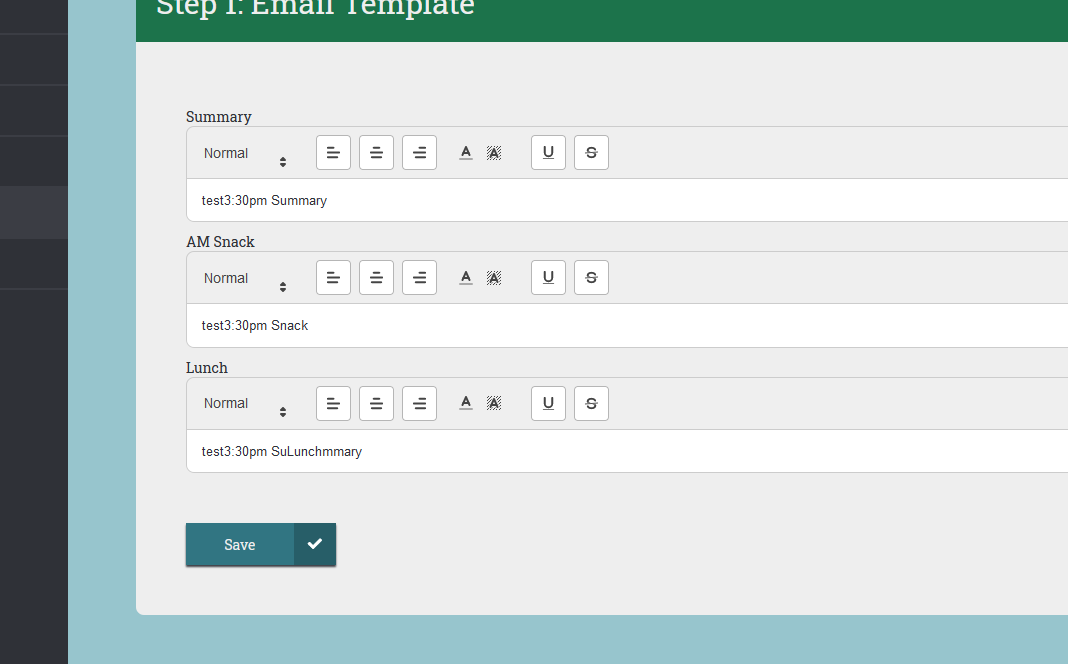 Step 1: Email Template
Summary
Normal
A A U S
test3:30pm Summary
AM Snack
Normal
A A U S
test3:30pm Snack
Lunch
Normal
A A U S
test3:30pm SuLunchmmary
Save